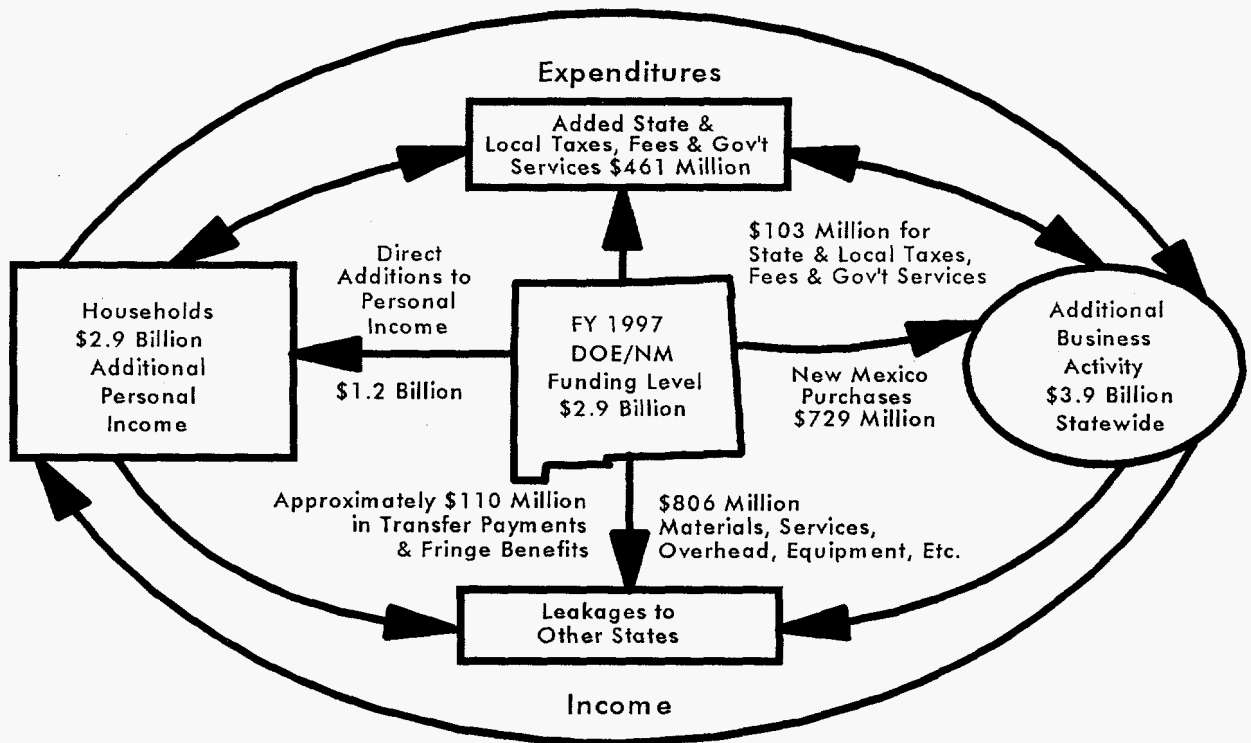 Expenditures
Added State &
Local Taxes, Fees & Gov't
Services $461 Million
$103 Million for
State & Local Taxes,
Fees & Gov't Services
Direct
Additions to
Personal
Income
$1.2 Billion
Households
$2.9 Billion
Additional
Personal
Income
FY 1997
DOE/NM
Funding Level
$2.9 Billion
New Mexico
Purchases
$729 Million
Additional
Business
Activity
$3.9 Billion
Statewide
Approximately $110 Million
in Transfer Payments
& Fringe Benefits
$806 Million
Materials, Services,
Overhead, Equipment, Etc.
Leakages to
Other States
Income